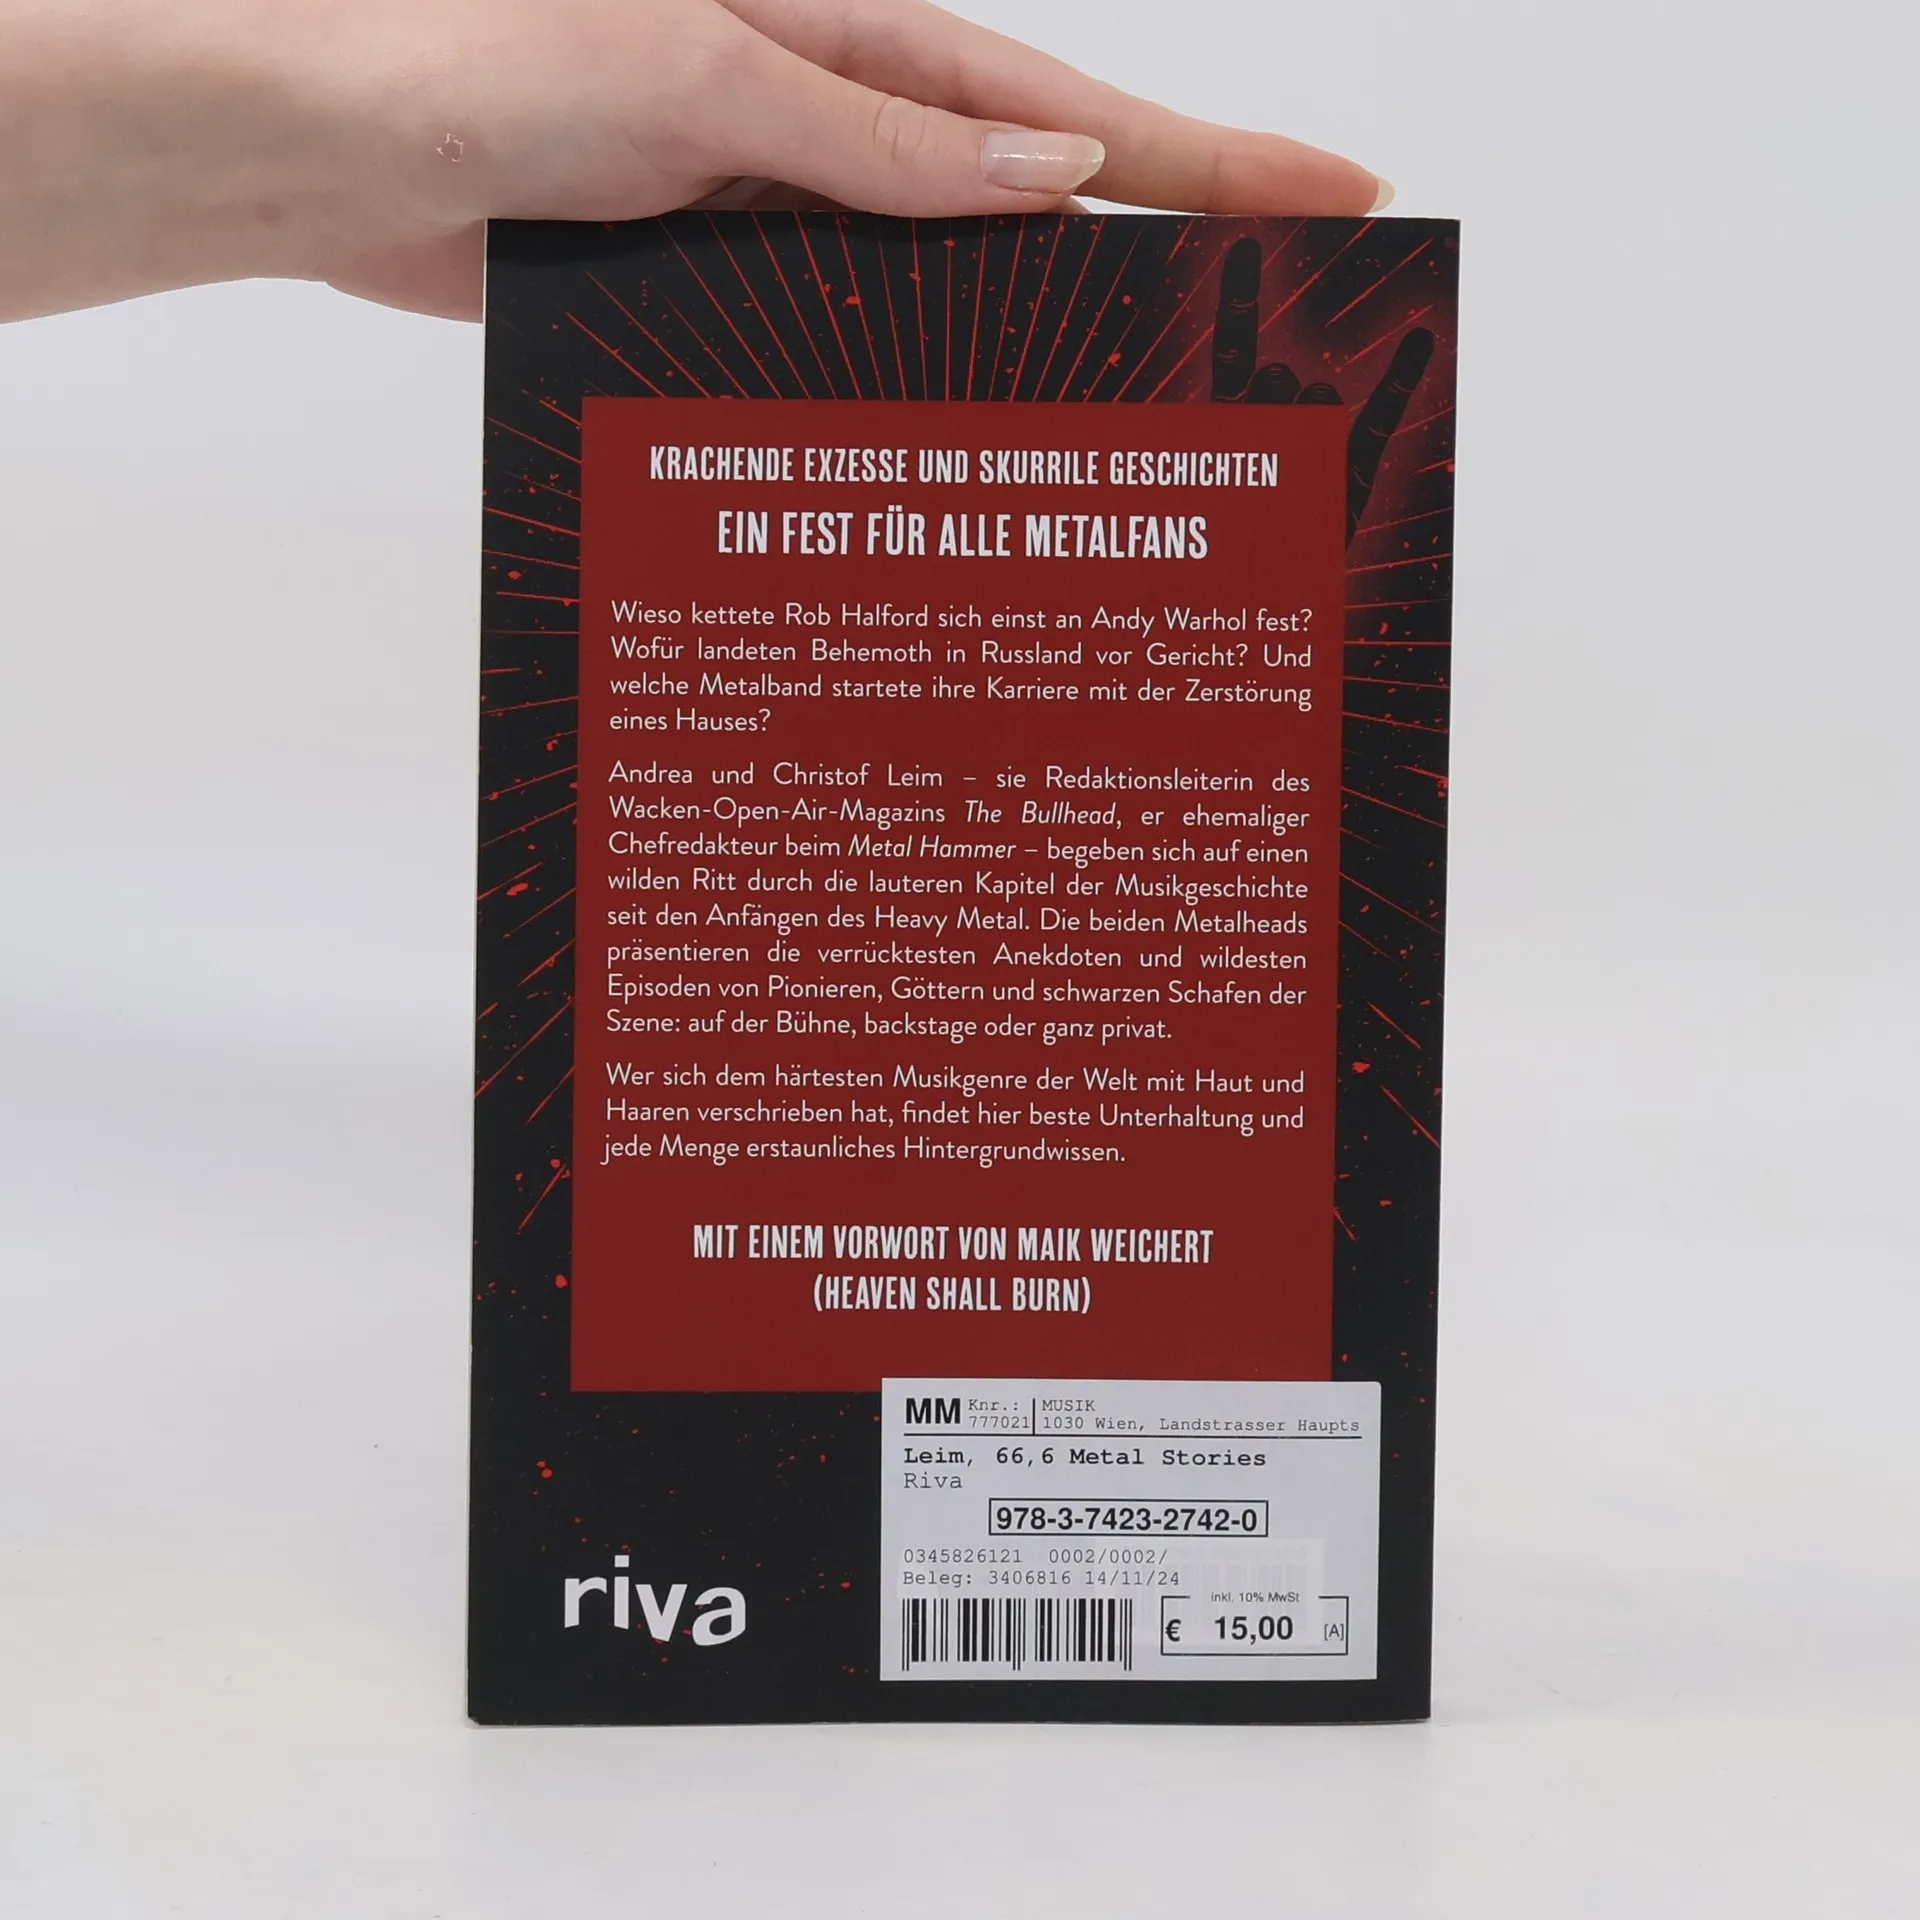 KRACHENDE EXZESSE UND SKURRILE GESCHICHTEN
EIN FEST FÜR ALLE METALFANS
Wieso kettete Rob Halford sich einst an Andy Warhol fest?
Wofür landeten Behemoth in Russland vor Gericht? Und
welche Metalband startete ihre Karriere mit der Zerstörung
eines Hauses?
Andrea und Christof Leim – sie Redaktionsleiterin des
Wacken-Open-Air-Magazins The Bullhead, er ehemaliger
Chefredakteur beim Metal Hammer – begeben sich auf einen
wilden Ritt durch die lauteren Kapitel der Musikgeschichte
seit den Anfängen des Heavy Metal. Die beiden Metalheads
präsentieren die verrücktesten Anekdoten und wildesten
Episoden von Pionieren, Göttern und schwarzen Schafen der
Szene: auf der Bühne, backstage oder ganz privat.
Wer sich dem härtesten Musikgenre der Welt mit Haut und
Haaren verschrieben hat, findet hier beste Unterhaltung und
jede Menge erstaunliches Hintergrundwissen.
MIT EINEM VORWORT VON MAIK WEICHERT
(HEAVEN SHALL BURN)
MM Knr.: MUSIK
777021 1030 Wien, Landstrasser Haupts
Leim, 66,6 Metal Stories
Riva
978-3-7423-2742-0
0345826121 0002/0002/
Beleg: 3406816 14/11/24
inkl. 10% MwSt
€ 15,00 [A]
riva